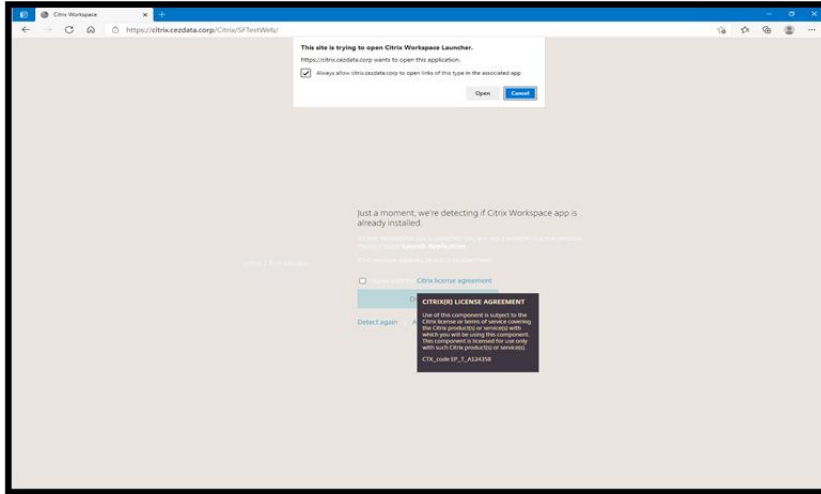 Citrix Workspace
https://citrix.cezdata.corp/Citrix/SFTestWeb/
This site is trying to open Citrix Workspace Launcher.
https://citrix.cezdata.corp wants to open this application.
Always allow citrix.cezdata.corp to open links of this type in the associated app
Open Cancel
Just a moment, we're detecting if Citrix Workspace app is
already installed.
Launch Application
Citrix license agreement
CITRIX(R) LICENSE AGREEMENT
Use of this component is subject to the
Citrix license or terms of service covering
the Citrix product(s) or service(s) with
which you will be using this component.
This component is licensed for use only
with such Citrix product(s) or service(s).
CTX_code EP_T_A124358
Detect again